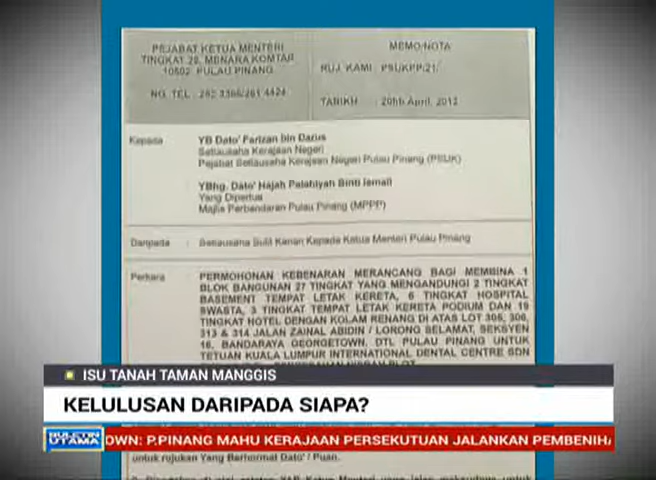 PEJABAT KETUA MENTERI
TINGKAT 28, MENARA KOMTAR
10502 PULAU PINANG
NO. TEL
MEMO/NOTA
RUJ. KAMI : PSUKPP/21/
TARIKH : 20hb April, 2012
Kepada
YB Dato' Farizan bin Darus
Setiausaha Kerajaan Negeri
Pejabat Setiausaha Kerajaan Negeri Pulau Pinang (PSUK)
YBhg. Dato' Hajah Patahiyah Binti Ismail
Yang Dipertua
Majlis Perbandaran Pulau Pinang (MPPP)
Daripada : Setiausaha Sulit Kanan Kepada Ketua Menteri Pulau Pinang
Perkara
PERMOHONAN KEBENARAN MERANCANG BAGI MEMBINA 1
BLOK BANGUNAN 27 TINGKAT YANG MENGANDUNGI 2 TINGKAT
BASEMENT TEMPAT LETAK KERETA, 6 TINGKAT HOSPITAL
SWASTA, 3 TINGKAT TEMPAT LETAK KERETA PODIUM DAN 19
TINGKAT HOTEL DENGAN KOLAM RENANG DI ATAS LOT
313 & 314 JALAN ZAINAL ABIDIN / LORONG SELAMAT, SEKSYEN
16, BANDARAYA GEORGETOWN, DTL PULAU PINANG UNTUK
TETUAN KUALA LUMPUR INTERNATIONAL DENTAL CENTRE SDN
ISU TANAH TAMAN MANGGIS
KELULUSAN DARIPADA SIAPA?
BULETIN UTAMA
OWN: P.PINANG MAHU KERAJAAN PERSEKUTUAN JALANKAN PEMBENIHA
untuk rujukan Yang Berhormat Dato' / Puan.